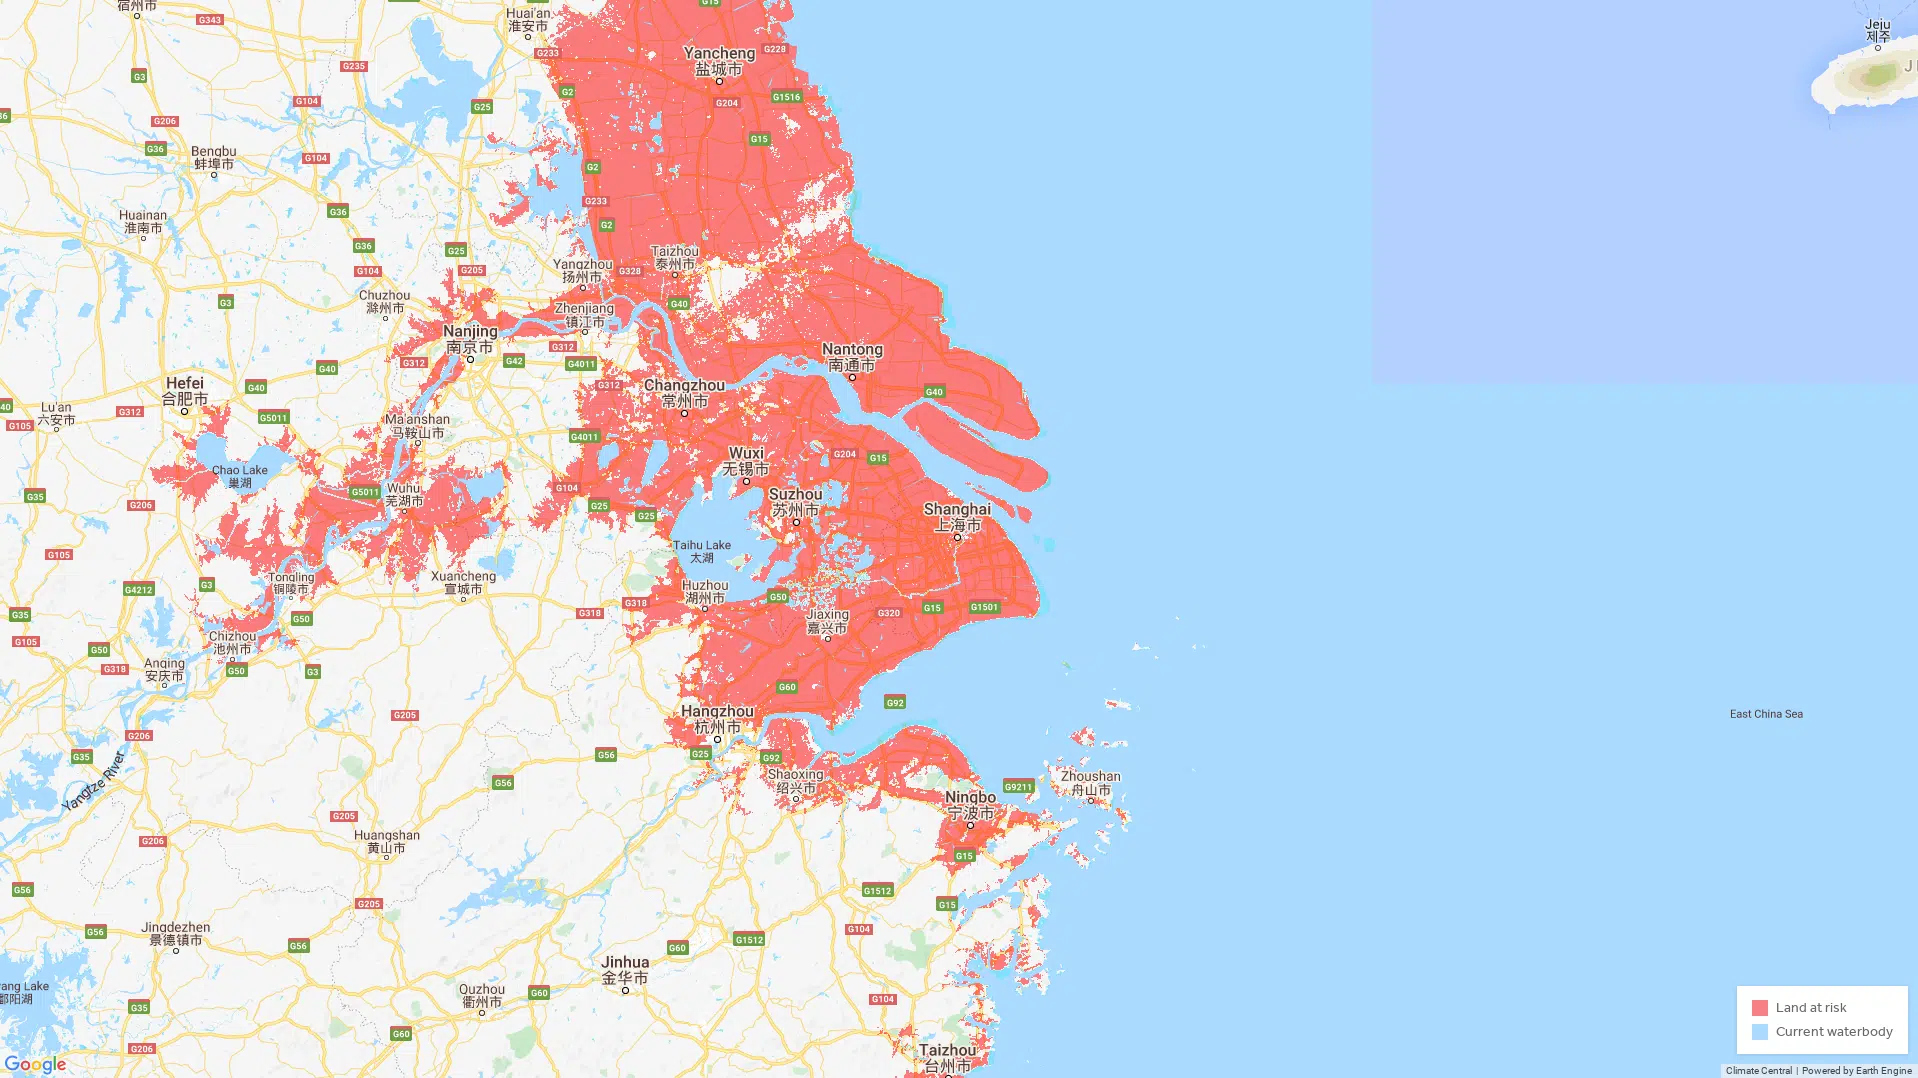 宿州市
G343
Huai'an
淮安市
G15
G233
Yancheng
盐城市
G228
Jeju
제주
J
G3
G235
G2
G104
G25
G204
G1516
G206
36
G36
Bengbu
蚌埠市
G104
G15
G2
G36
G233
Huainan
淮南市
G2
G36
G25
Taizhou
泰州市
Yangzhou
扬州市
G328
G104
G205
G3
Chuzhou
滁州市
G40
Zhenjiang
镇江市
Nanjing
南京市
G312
Nantong
南通市
G312
G42
G4011
G40
Hefei
合肥市
G40
G312
Changzhou
常州市
G40
40
Lu'an
六安市
G312
G105
G5011
Ma'anshan
马鞍山市
G4011
G204
G15
Wuxi
无锡市
Chao Lake
巢湖
G35
G206
G5011
Wuhu
芜湖市
G104
G25
G25
Suzhou
苏州市
Shanghai
上海市
G105
Taihu Lake
太湖
Tongling
铜陵市
Xuancheng
宣城市
G4212
G3
Huzhou
湖州市
G50
G318
G318
G35
G50
Jiaxing
嘉兴市
G320
G15
G1501
G105
G50
Chizhou
池州市
G318
Anqing
安庆市
G50
G3
G60
G92
G205
Hangzhou
杭州市
East China Sea
G206
G35
G56
G25
G92
Yangtze River
G56
Shaoxing
绍兴市
G9211
Zhoushan
舟山市
Ningbo
宁波市
G205
G206
Huangshan
黄山市
G15
G56
G1512
G205
G15
G56
Jingdezhen
景德镇市
G56
G60
G1512
G104
Jinhua
金华市
ang Lake
鄱阳湖
Quzhou
衢州市
G60
G35
G104
G60
G206
Taizhou
台州市
Land at risk
Current waterbody
Google
Climate Central | Powered by Earth Engine